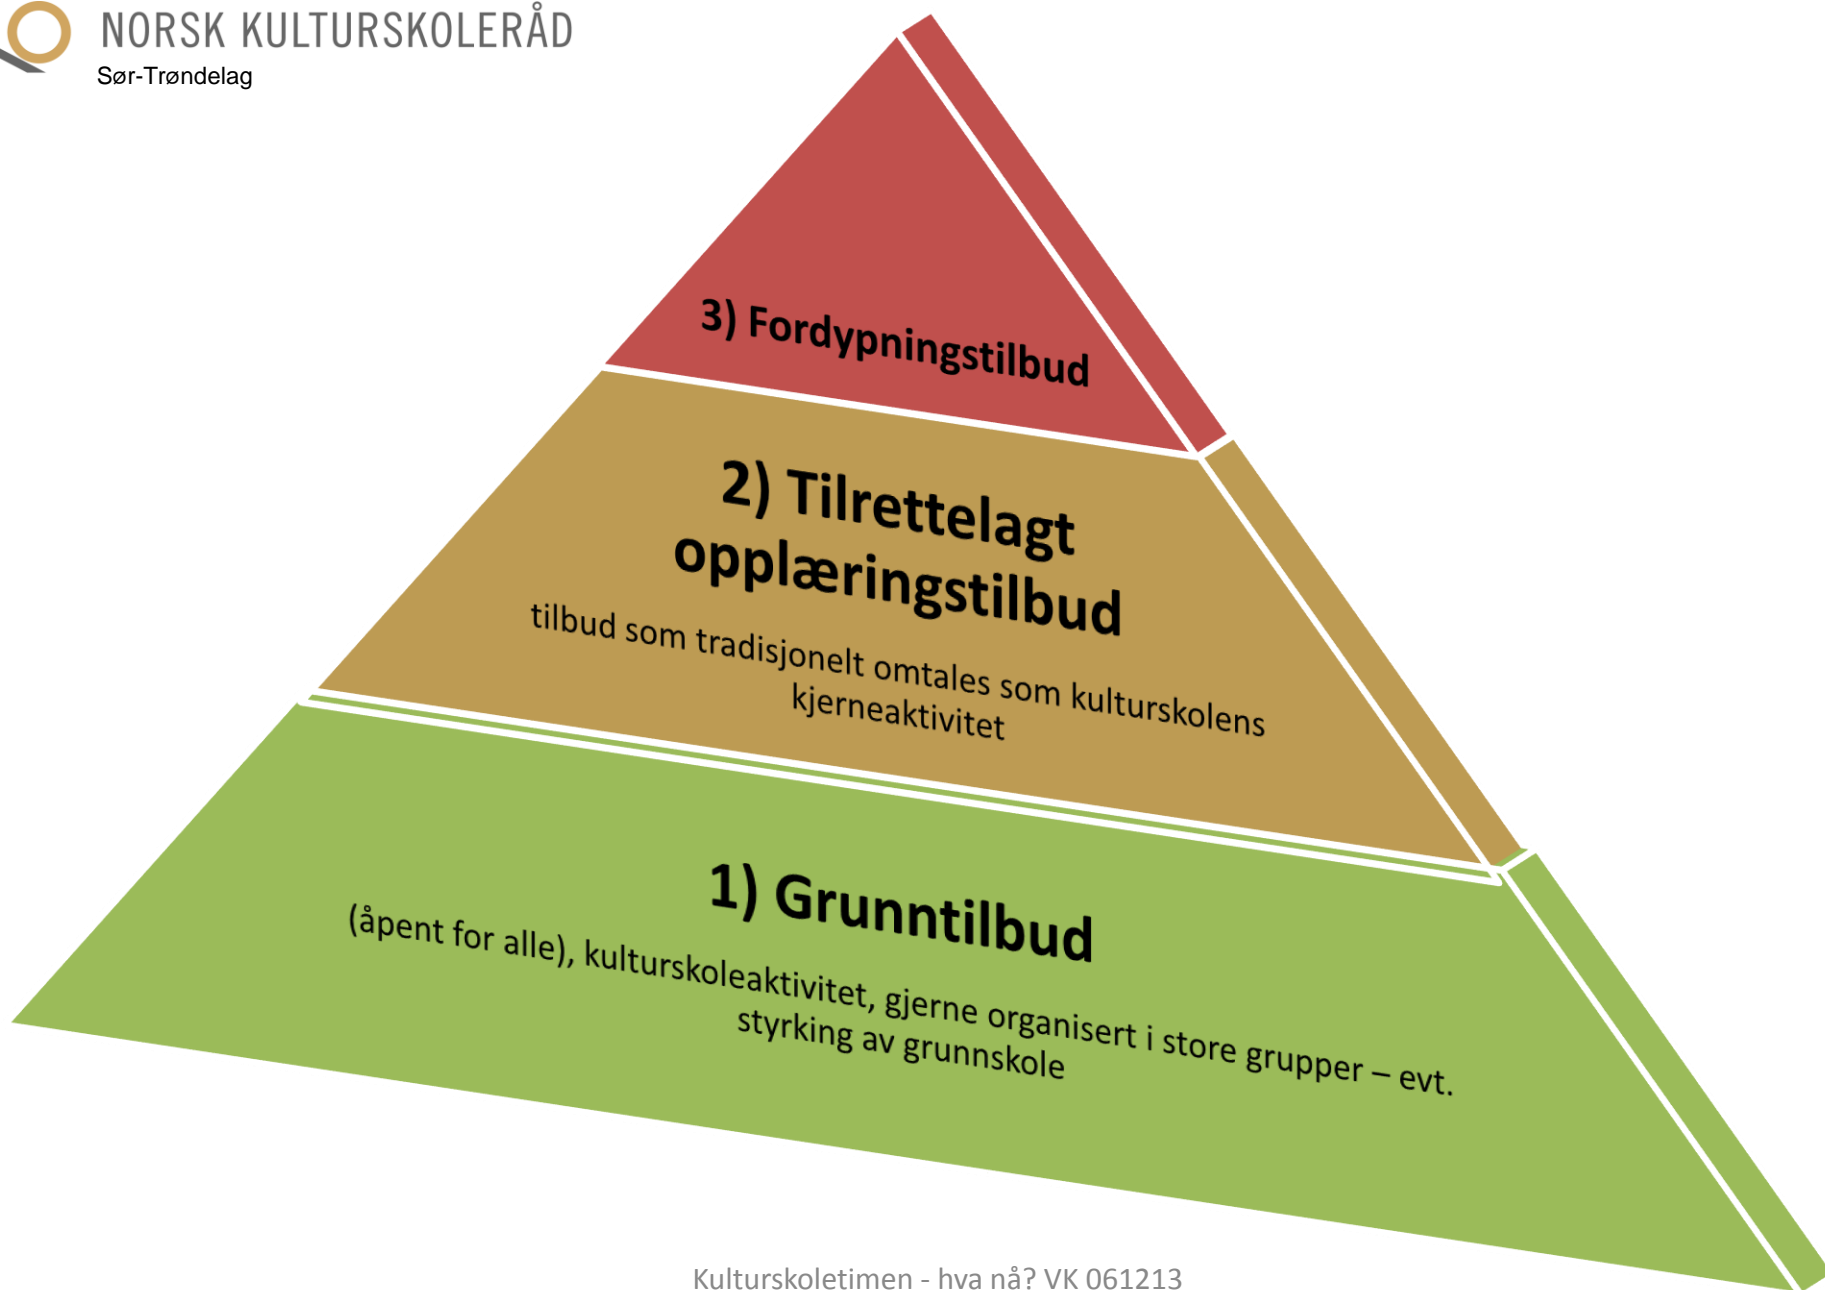 NORSK KULTURSKOLERÅD
Sør-Trøndelag
3) Fordypningstilbud
2) Tilrettelagt
opplæringstilbud
tilbud som tradisjonelt omtales som kulturskolens
kjerneaktivitet
1) Grunntilbud
(åpent for alle), kulturskoleaktivitet, gjerne organisert i store grupper – evt.
styrking av grunnskole
Kulturskoletimen - hva nå? VK 061213